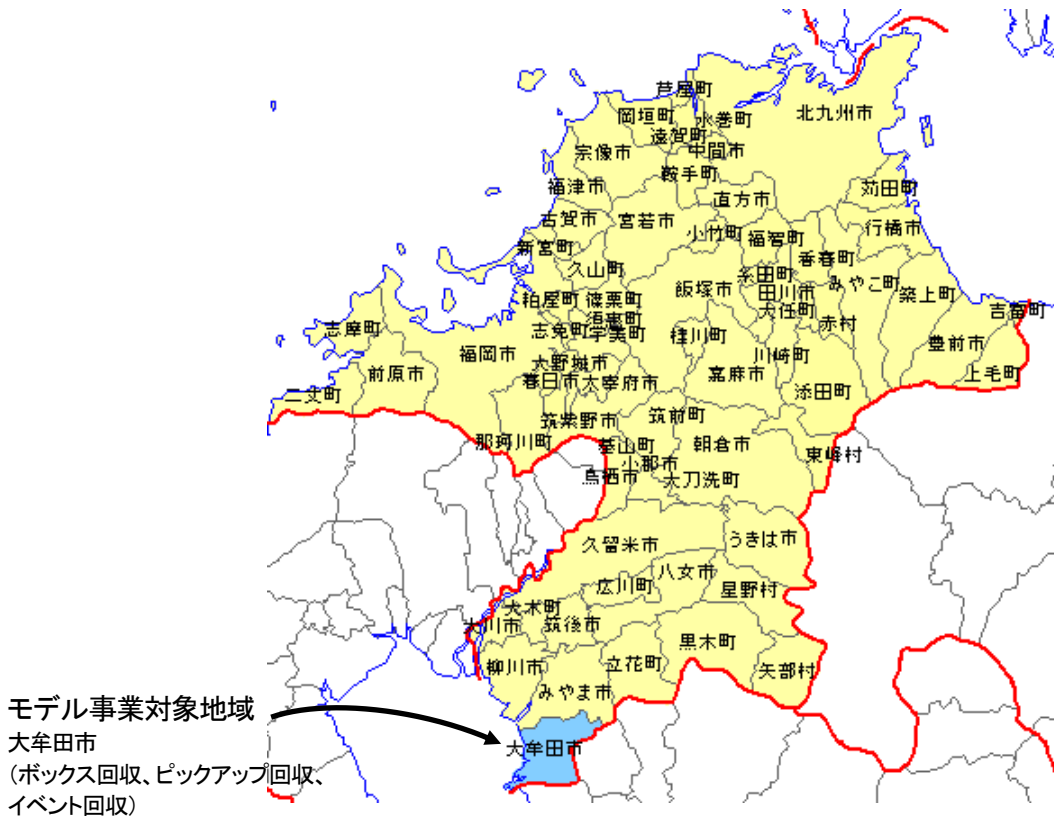 芦屋町
岡垣町
水巻町
遠賀町
北九州市
宗像市
中間市
鞍手町
福津市
直方市
苅田町
古賀市
宮若市
小竹町
福智町
行橋市
新宮町
香春町
久山町
糸田町
みやこ町
飯塚市
田川市
築上町
粕屋町
篠栗町
須恵町
大任町
赤村
吉富町
志摩町
志免町
宇美町
桂川町
豊前市
福岡市
大野城市
川崎町
前原市
春日市
太宰府市
嘉麻市
上毛町
二丈町
添田町
筑紫野市
筑前町
那珂川町
基山町
朝倉市
東峰村
小郡市
鳥栖市
大刀洗町
久留米市
うきは市
広川町
八女市
星野村
大木町
大川市
筑後市
黒木町
柳川市
立花町
矢部村
みやま市
モデル事業対象地域
大牟田市
大牟田市
(ボックス回収、ピックアップ回収、
イベント回収)